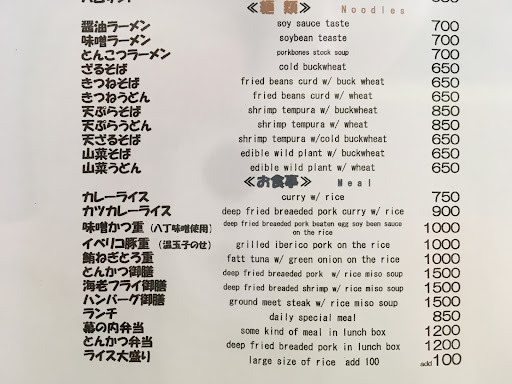 ≪麺類≫ Noodles
醤油ラーメン soy sauce taste 700
味噌ラーメン soybean teaste 700
とんこつラーメン porkbones stock soup 700
ざるそば cold buckwheat 650
きつねそば fried beans curd w/ buck wheat 650
きつねうどん fried beans curd w/ wheat 650
天ぷらそば shrimp tempura w/ buckwheat 850
天ぷらうどん shrimp tempura w/ wheat 850
天ざるそば shrimp tempura w/cold buckwheat 850
山菜そば edible wild plant w/ buckwheat 650
山菜うどん edible wild plant w/ wheat 650
≪お食事≫ Meal
カレーライス curry w/ rice 750
カツカレーライス deep fried breaeded pork curry w/ rice 900
味噌かつ重（八丁味噌使用） deep fried breaeded pork beaten egg soy been sauce on the rice 1000
イベリコ豚重（温玉子のせ） grilled iberico pork on the rice 1000
鮪ねぎとろ重 fatt tuna w/ green onion on the rice 1000
とんかつ御膳 deep fried breaeded pork w/ rice miso soup 1500
海老フライ御膳 deep fried breaded shrimp w/ rice miso soup 1500
ハンバーグ御膳 ground meet steak w/ rice miso soup 1500
ランチ daily special meal 850
幕の内弁当 some kind of meal in lunch box 1200
とんかつ弁当 deep fried breaded pork in lunch box 1200
ライス大盛り large size of rice add 100 add100